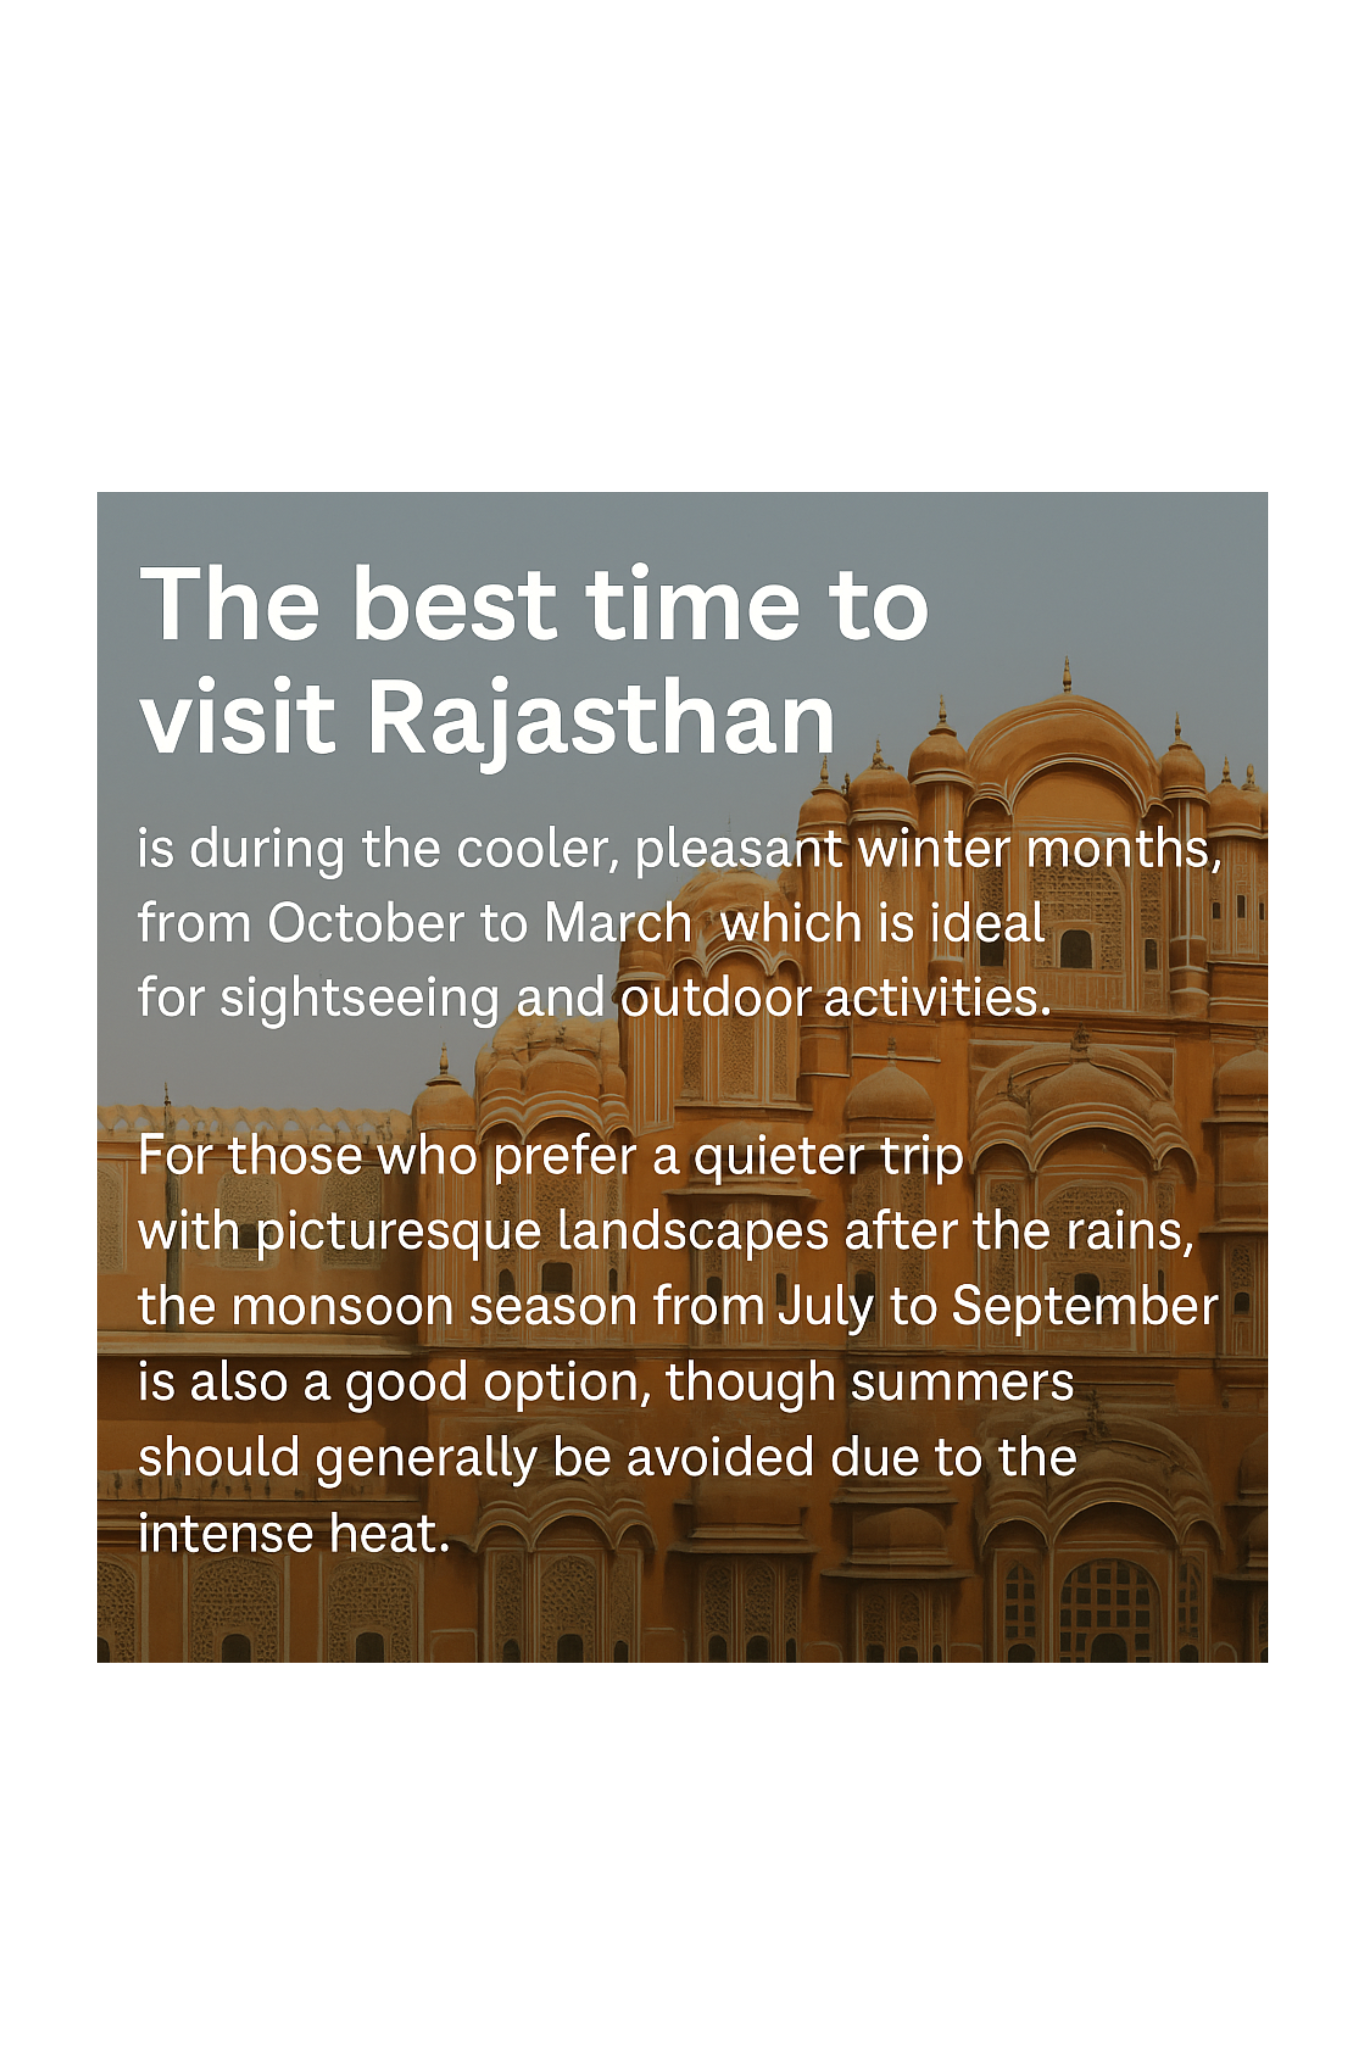 The best time to
visit Rajasthan
is during the cooler, pleasant winter months,
from October to March which is ideal
for sightseeing and outdoor activities.
For those who prefer a quieter trip
with picturesque landscapes after the rains,
the monsoon season from July to September
is also a good option, though summers
should generally be avoided due to the
intense heat.